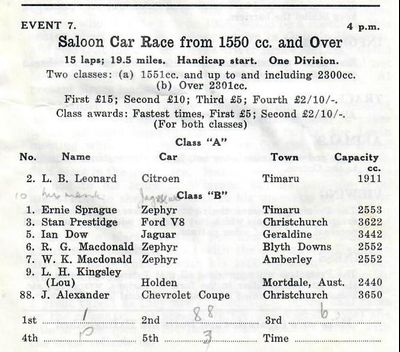 EVENT 7. 4 p.m.
Saloon Car Race from 1550 cc. and Over
15 laps; 19.5 miles. Handicap start. One Division.
Two classes: (a) 1551cc. and up to and including 2300cc.
(b) Over 2301cc.
First £15; Second £10; Third £5; Fourth £2/10/-.
Class awards: Fastest times, First £5; Second £2/10/-.
(For both classes)
Class "A"
No. Name Car Town Capacity
cc.
2. L. B. Leonard Citroen Timaru 1911
Class "B"
10
1. Ernie Sprague Zephyr Timaru 2553
3. Stan Prestidge Ford V8 Christchurch 3622
5. Ian Dow Jaguar Geraldine 3442
6. R. G. Macdonald Zephyr Blyth Downs 2552
7. W. K. Macdonald Zephyr Amberley 2552
9. L. H. Kingsley
(Lou) Holden Mortdale, Aust. 2440
88. J. Alexander Chevrolet Coupe Christchurch 3650
1st 1 2nd 88 3rd 6
4th 5th 3 Time